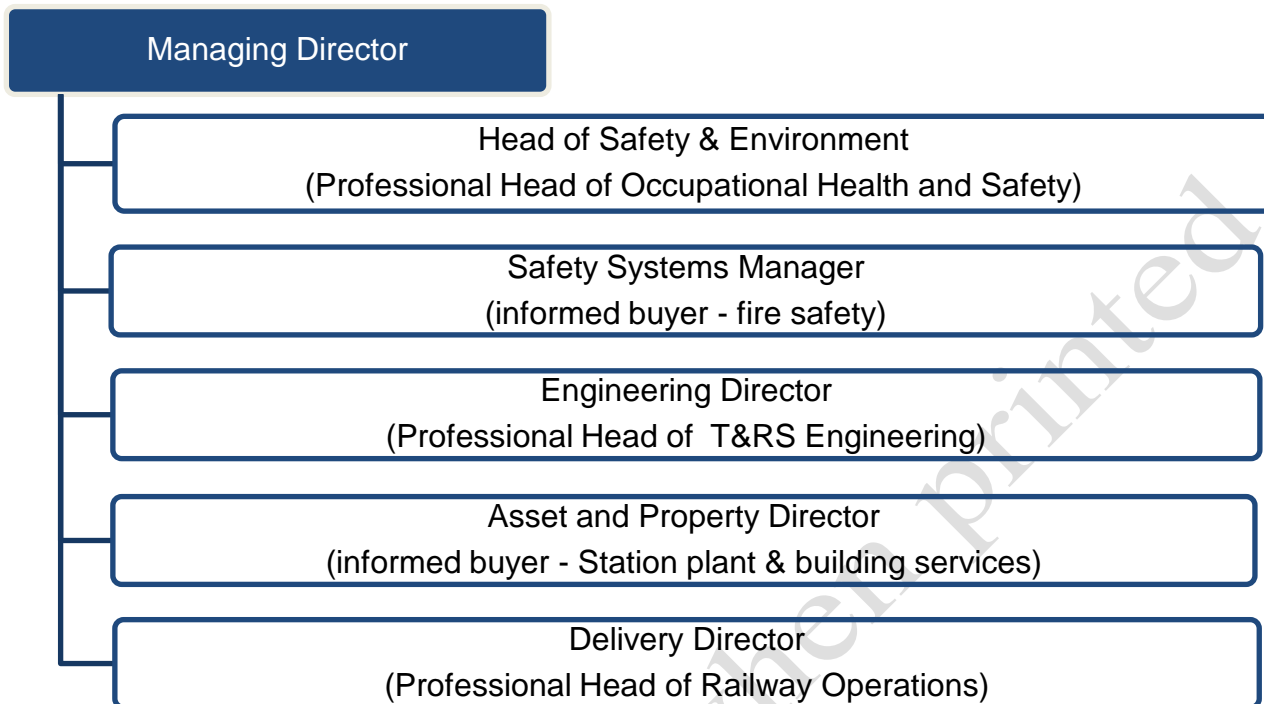 Managing Director
Head of Safety & Environment
(Professional Head of Occupational Health and Safety)
Safety Systems Manager
(informed buyer - fire safety)
Engineering Director
(Professional Head of T&RS Engineering)
Asset and Property Director
(informed buyer - Station plant & building services)
Delivery Director
(Professional Head of Railway Operations)
printed